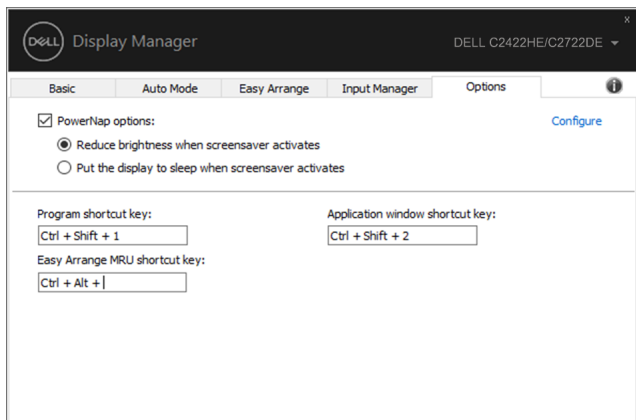 DELL Display Manager
x
DELL C2422HE/C2722DE
Basic Auto Mode Easy Arrange Input Manager Options
PowerNap options: Configure
Reduce brightness when screensaver activates
Put the display to sleep when screensaver activates
Program shortcut key: Application window shortcut key:
Ctrl + Shift + 1 Ctrl + Shift + 2
Easy Arrange MRU shortcut key:
Ctrl + Alt +